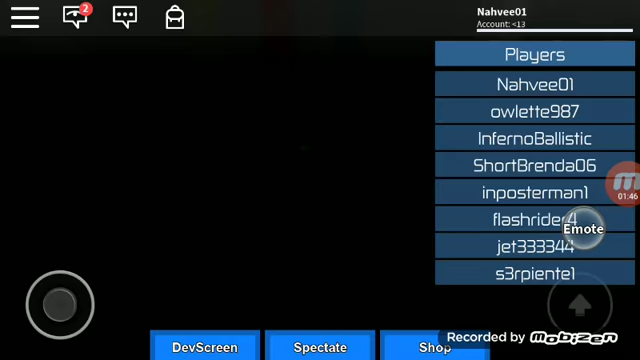 2
Nahvee01
Account: <13
Players
Nahvee01
owlette987
InfernoBallistic
ShortBrenda06
01:46
inposterman1
flashrider4
Emote
jet333344
s3rpiente1
DevScreen
Spectate
Shop
Recorded by Mobizen